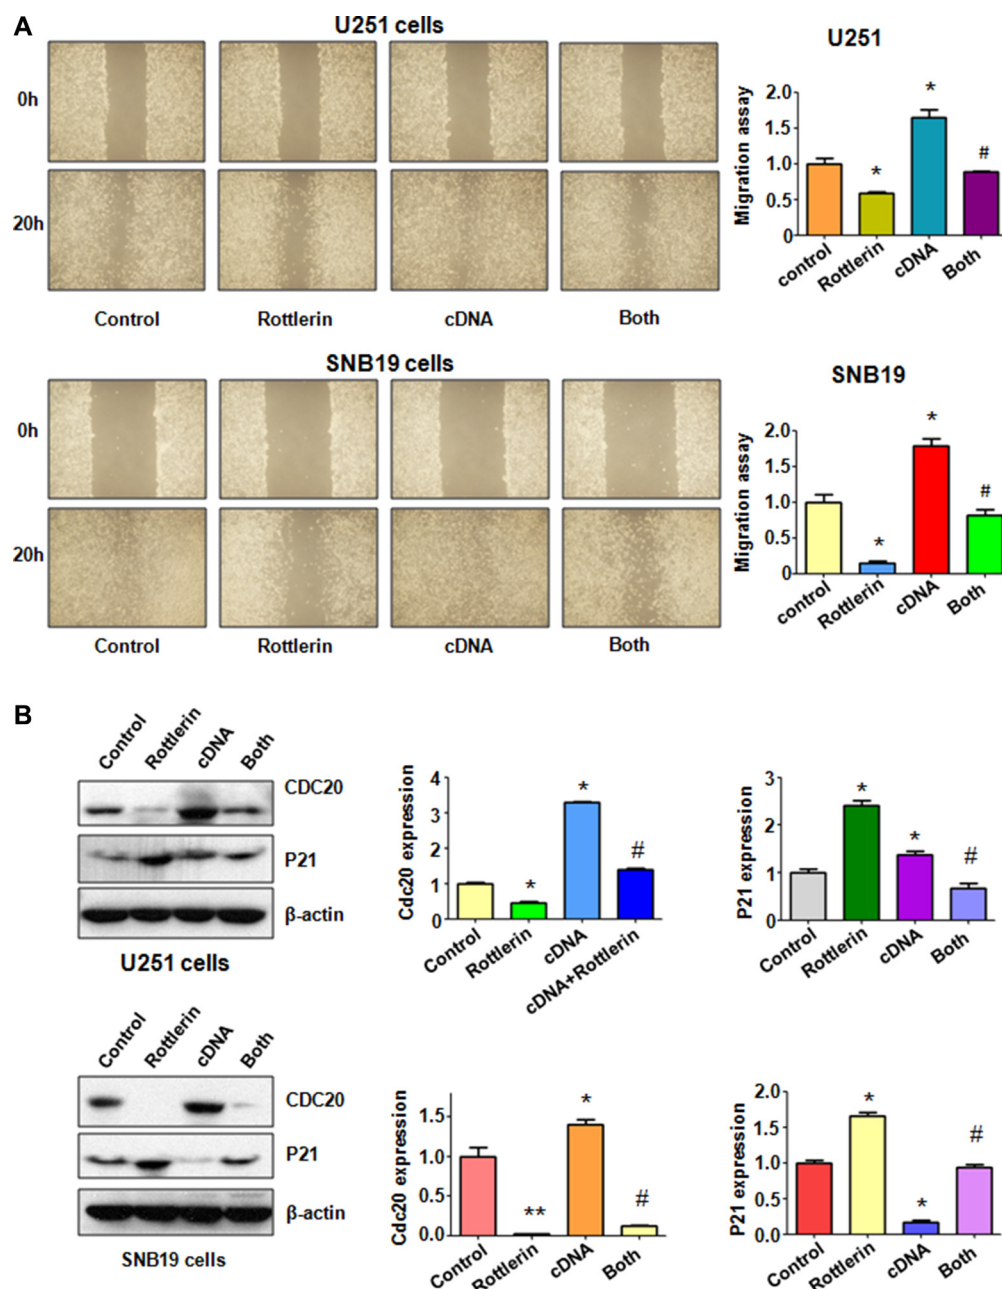 A
U251 cells
0h
20h
Control Rottlerin cDNA Both
U251
Migration assay
2.0
1.5
1.0
0.5
0
*
*
*
#
control Rottlerin cDNA Both
SNB19 cells
0h
20h
Control Rottlerin cDNA Both
SNB19
Migration assay
2.0
1.5
1.0
0.5
0
*
*
*
#
control Rottlerin cDNA Both
B
Control Rottlerin cDNA Both
CDC20
P21
β-actin
U251 cells
Cdc20 expression
4
3
2
1
0
*
*
#
Control Rottlerin cDNA cDNA+Rottlerin
P21 expression
3
2
1
0
*
*
#
Control Rottlerin cDNA Both
Control Rottlerin cDNA Both
CDC20
P21
β-actin
SNB19 cells
Cdc20 expression
1.5
1.0
0.5
0.0
**
*
#
Control Rottlerin cDNA Both
P21 expression
2.0
1.5
1.0
0.5
0.0
*
*
#
Control Rottlerin cDNA Both